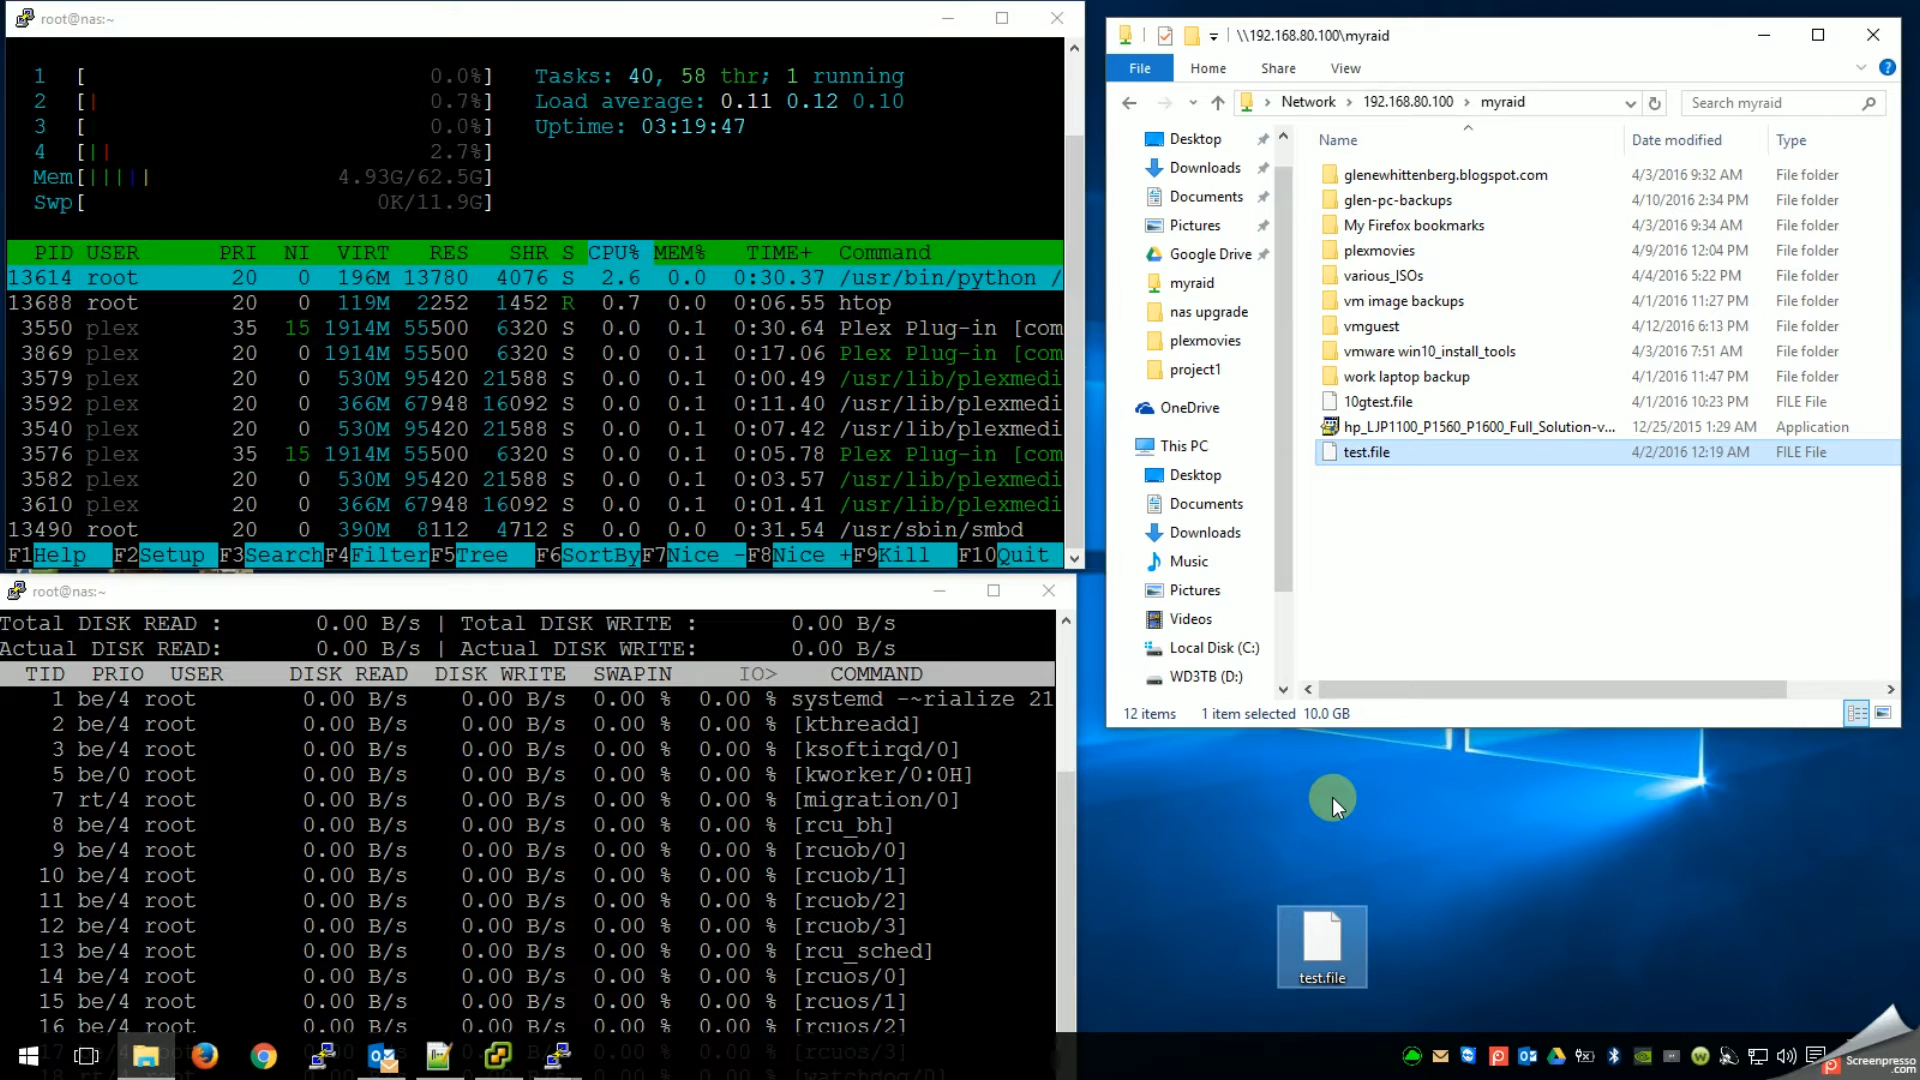 root@nas:~
1 [ 0.0%] Tasks: 40, 58 thr; 1 running
2 [| 0.7%] Load average: 0.11 0.12 0.10
3 [ 0.0%] Uptime: 03:19:47
4 [|| 2.7%]
Mem[||||| 4.93G/62.5G]
Swp[ 0K/11.9G]
PID USER PRI NI VIRT RES SHR S CPU% MEM% TIME+ Command
13614 root 20 0 196M 13780 4076 S 2.6 0.0 0:30.37 /usr/bin/python /
13688 root 20 0 119M 2252 1452 R 0.7 0.0 0:06.55 htop
3550 plex 35 15 1914M 55500 6320 S 0.0 0.1 0:30.64 Plex Plug-in [com
3869 plex 20 0 1914M 55500 6320 S 0.0 0.1 0:17.06 Plex Plug-in [com
3579 plex 20 0 530M 95420 21588 S 0.0 0.1 0:00.49 /usr/lib/plexmedi
3592 plex 20 0 366M 67948 16092 S 0.0 0.1 0:11.40 /usr/lib/plexmedi
3540 plex 20 0 530M 95420 21588 S 0.0 0.1 0:07.42 /usr/lib/plexmedi
3576 plex 35 15 1914M 55500 6320 S 0.0 0.1 0:05.78 Plex Plug-in [com
3582 plex 20 0 530M 95420 21588 S 0.0 0.1 0:03.57 /usr/lib/plexmedi
3610 plex 20 0 366M 67948 16092 S 0.0 0.1 0:01.41 /usr/lib/plexmedi
13490 root 20 0 390M 8112 4712 S 0.0 0.0 0:31.54 /usr/sbin/smbd
F1Help F2Setup F3SearchF4FilterF5Tree F6SortByF7Nice -F8Nice +F9Kill F10Quit
root@nas:~
Total DISK READ : 0.00 B/s | Total DISK WRITE : 0.00 B/s
Actual DISK READ: 0.00 B/s | Actual DISK WRITE: 0.00 B/s
TID PRIO USER DISK READ DISK WRITE SWAPIN IO> COMMAND
1 be/4 root 0.00 B/s 0.00 B/s 0.00 % 0.00 % systemd -~rialize 21
2 be/4 root 0.00 B/s 0.00 B/s 0.00 % 0.00 % [kthreadd]
3 be/4 root 0.00 B/s 0.00 B/s 0.00 % 0.00 % [ksoftirqd/0]
5 be/0 root 0.00 B/s 0.00 B/s 0.00 % 0.00 % [kworker/0:0H]
7 rt/4 root 0.00 B/s 0.00 B/s 0.00 % 0.00 % [migration/0]
8 be/4 root 0.00 B/s 0.00 B/s 0.00 % 0.00 % [rcu_bh]
9 be/4 root 0.00 B/s 0.00 B/s 0.00 % 0.00 % [rcuob/0]
10 be/4 root 0.00 B/s 0.00 B/s 0.00 % 0.00 % [rcuob/1]
11 be/4 root 0.00 B/s 0.00 B/s 0.00 % 0.00 % [rcuob/2]
12 be/4 root 0.00 B/s 0.00 B/s 0.00 % 0.00 % [rcuob/3]
13 be/4 root 0.00 B/s 0.00 B/s 0.00 % 0.00 % [rcu_sched]
14 be/4 root 0.00 B/s 0.00 B/s 0.00 % 0.00 % [rcuos/0]
15 be/4 root 0.00 B/s 0.00 B/s 0.00 % 0.00 % [rcuos/1]
16 be/4 root 0.00 B/s 0.00 B/s 0.00 % 0.00 % [rcuos/2]
\\192.168.80.100\myraid
File Home Share View
Network 192.168.80.100 myraid
Search myraid
Desktop
Downloads
Documents
Pictures
Google Drive
myraid
nas upgrade
plexmovies
project1
OneDrive
This PC
Desktop
Documents
Downloads
Music
Pictures
Videos
Local Disk (C:)
WD3TB (D:)
Name Date modified Type
glenewhittenberg.blogspot.com 4/3/2016 9:32 AM File folder
glen-pc-backups 4/10/2016 2:34 PM File folder
My Firefox bookmarks 4/3/2016 9:34 AM File folder
plexmovies 4/9/2016 12:04 PM File folder
various_ISOs 4/4/2016 5:22 PM File folder
vm image backups 4/1/2016 11:27 PM File folder
vmguest 4/12/2016 6:13 PM File folder
vmware win10_install_tools 4/3/2016 7:51 AM File folder
work laptop backup 4/1/2016 11:47 PM File folder
10gtest.file 4/1/2016 10:23 PM FILE File
hp_LJP1100_P1560_P1600_Full_Solution-v... 12/25/2015 1:29 AM Application
test.file 4/2/2016 12:19 AM FILE File
12 items 1 item selected 10.0 GB
test.file
Screenpresso
.com